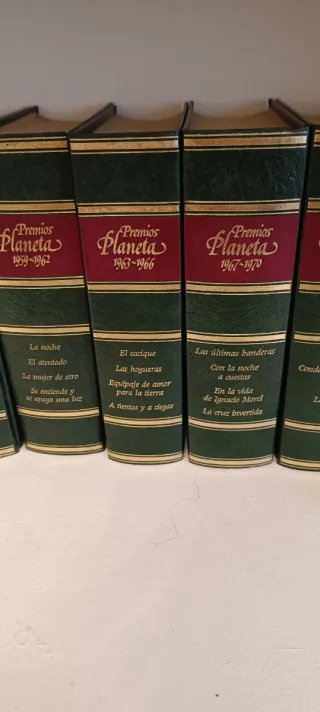 Premios
Planeta
1959~1962
La noche
El atentado
La mujer de otro
Se enciende y
se apaga una luz
Premios
Planeta
1963~1966
El cacique
Las hogueras
Equipaje de amor
para la tierra
A tientas y a ciegas
Premios
Planeta
1967~1970
Las últimas banderas
Con la noche
a cuestas
En la vida
de Ignacio Morel
La cruz invertida